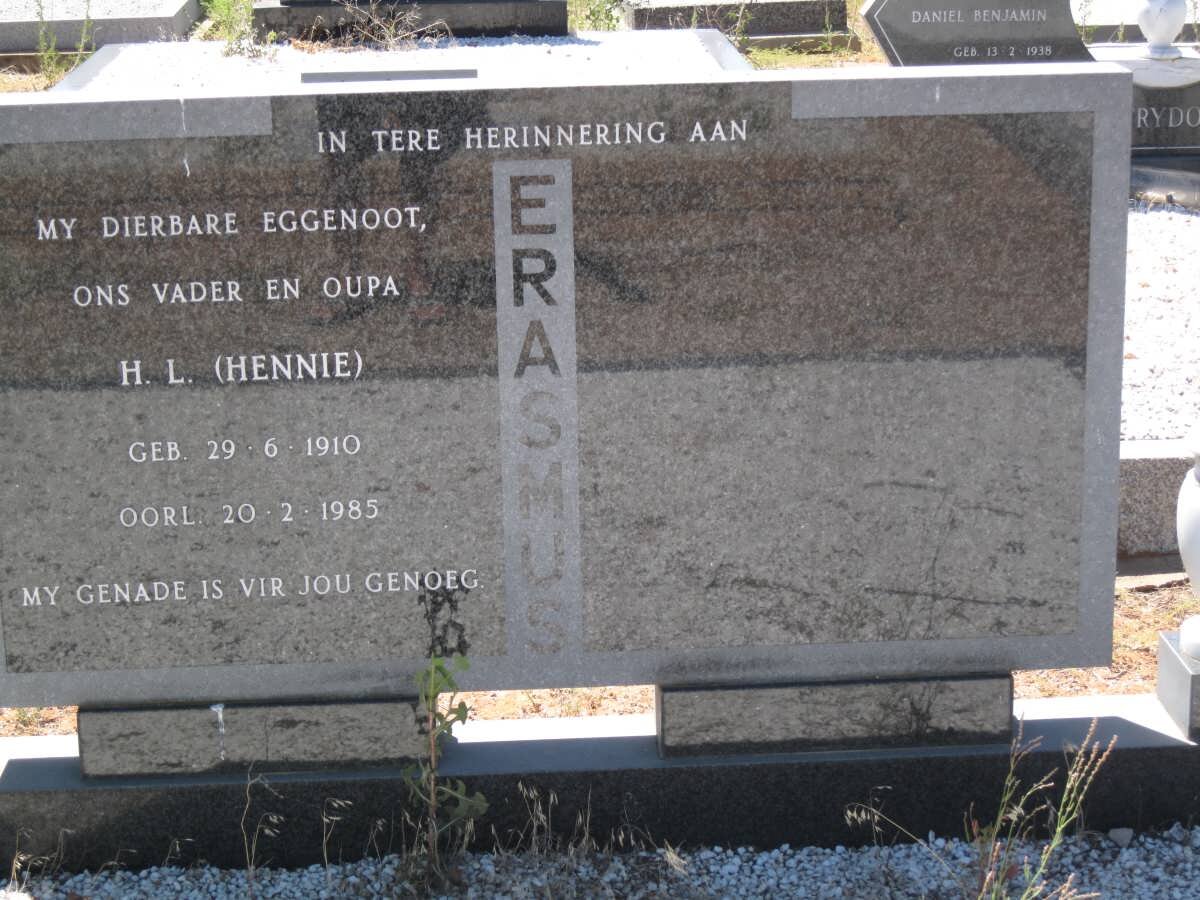 DANIEL BENJAMIN
GEB. 13·2·1938
IN TERE HERINNERING AAN
MY DIERBARE EGGENOOT,
ONS VADER EN OUPA
H. L. (HENNIE)
GEB. 29·6·1910
OORL. 20·2·1985
MY GENADE IS VIR JOU GENOEG.
ERASMUS